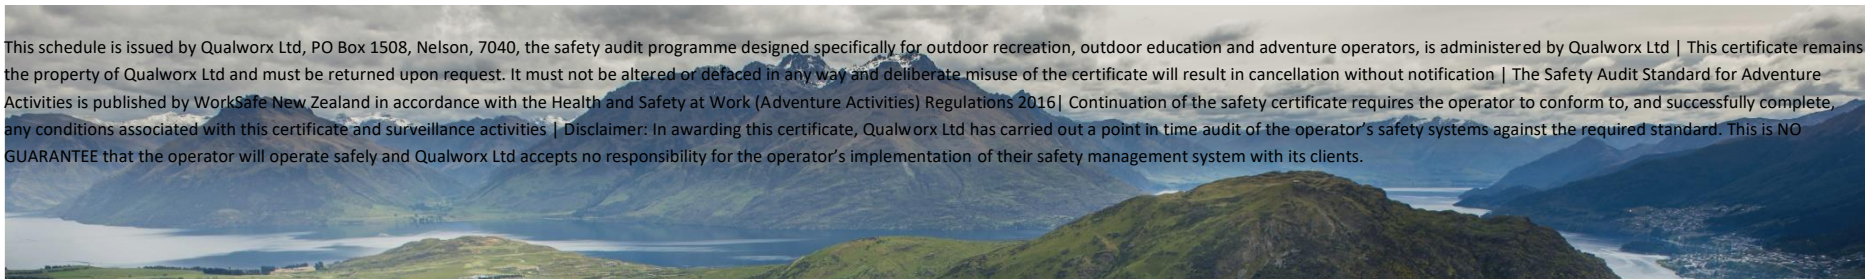 This schedule is issued by Qualworx Ltd, PO Box 1508, Nelson, 7040, the safety audit programme designed specifically for outdoor recreation, outdoor education and adventure operators, is administered by Qualworx Ltd | This certificate remains
the property of Qualworx Ltd and must be returned upon request. It must not be altered or defaced in any way and deliberate misuse of the certificate will result in cancellation without notification | The Safety Audit Standard for Adventure
Activities is published by WorkSafe New Zealand in accordance with the Health and Safety at Work (Adventure Activities) Regulations 2016| Continuation of the safety certificate requires the operator to conform to, and successfully complete,
any conditions associated with this certificate and surveillance activities | Disclaimer: In awarding this certificate, Qualworx Ltd has carried out a point in time audit of the operator’s safety systems against the required standard. This is NO
GUARANTEE that the operator will operate safely and Qualworx Ltd accepts no responsibility for the operator’s implementation of their safety management system with its clients.